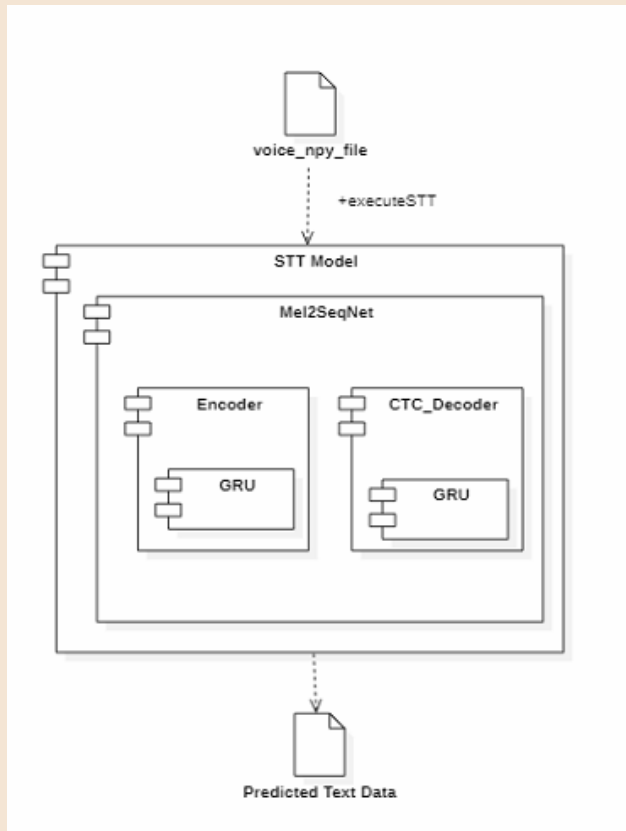 voice_npy_file
+executeSTT
STT Model
Mel2SeqNet
Encoder
CTC_Decoder
GRU
GRU
Predicted Text Data